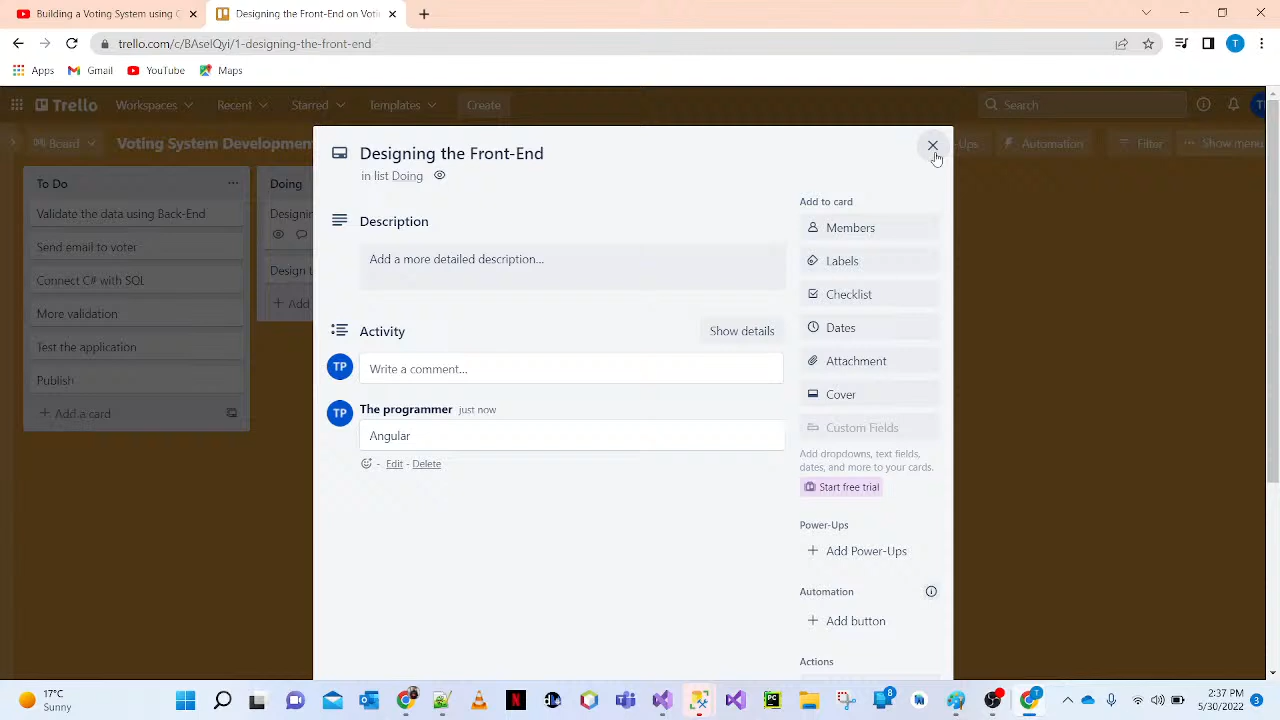 Building a Voting System using C
Designing the Front-End on Voti
trello.com/c/BAseIQyi/1-designing-the-front-end
T
Apps
Gmail
YouTube
Maps
Trello
Workspaces
Recent
Starred
Templates
Create
Search
Board
Voting System Developmen
-Ups
Automation
Filter
Show menu
To Do
Validate the data using Back-End
Send email to voter
Connect C# with SQL
More validation
Test the application
Publish
Add a card
Doing
Designin
Design t
Add
Designing the Front-End
in list Doing
Description
Add a more detailed description...
Activity
Show details
TP
Write a comment...
TP
The programmer just now
Angular
- Edit - Delete
Add to card
Members
Labels
Checklist
Dates
Attachment
Cover
Custom Fields
Add dropdowns, text fields,
dates, and more to your cards.
Start free trial
Power-Ups
Add Power-Ups
Automation
Add button
Actions
17°C
Sunny
N
PC
8
T
2:37 PM
5/30/2022
3